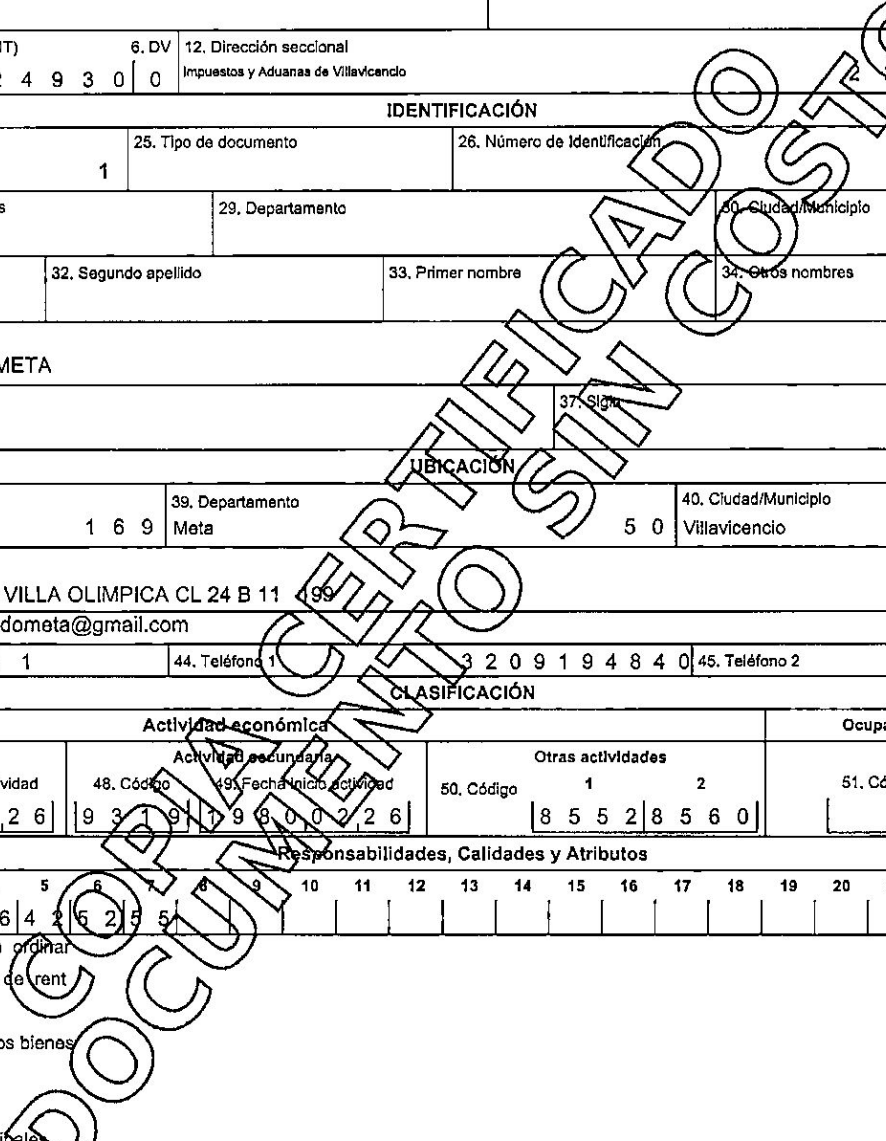 6. DV 12. Dirección seccional
4 9 3 0 0 Impuestos y Aduanas de Villavicencio 2
IDENTIFICACIÓN
25. Tipo de documento 26. Número de Identificación
1
29. Departamento 30. Ciudad/Municipio
32. Segundo apellido 33. Primer nombre 34. Otros nombres
META
37. Sigla
UBICACIÓN
39. Departamento 40. Ciudad/Municipio
1 6 9 Meta 5 0 Villavicencio
VILLA OLIMPICA CL 24 B 11 199
dometa@gmail.com
1 44. Teléfono 1 3 2 0 9 1 9 4 8 4 0 45. Teléfono 2
CLASIFICACIÓN
Actividad económica Ocupa
Actividad secundaria Otras actividades
vidad 48. Código 49. Fecha inicio actividad 50. Código 1 2 51. Có
2 6 9 3 1 9 1 9 8 0 0 2 2 6 8 5 5 2 8 5 6 0
Responsabilidades, Calidades y Atributos
5 6 7 8 9 10 11 12 13 14 15 16 17 18 19 20
6 4 2 5 2 5 5
ordinar
de rent
os bienes
COPIA CERTIFICADO
DOCUMENTO SIN COSTO